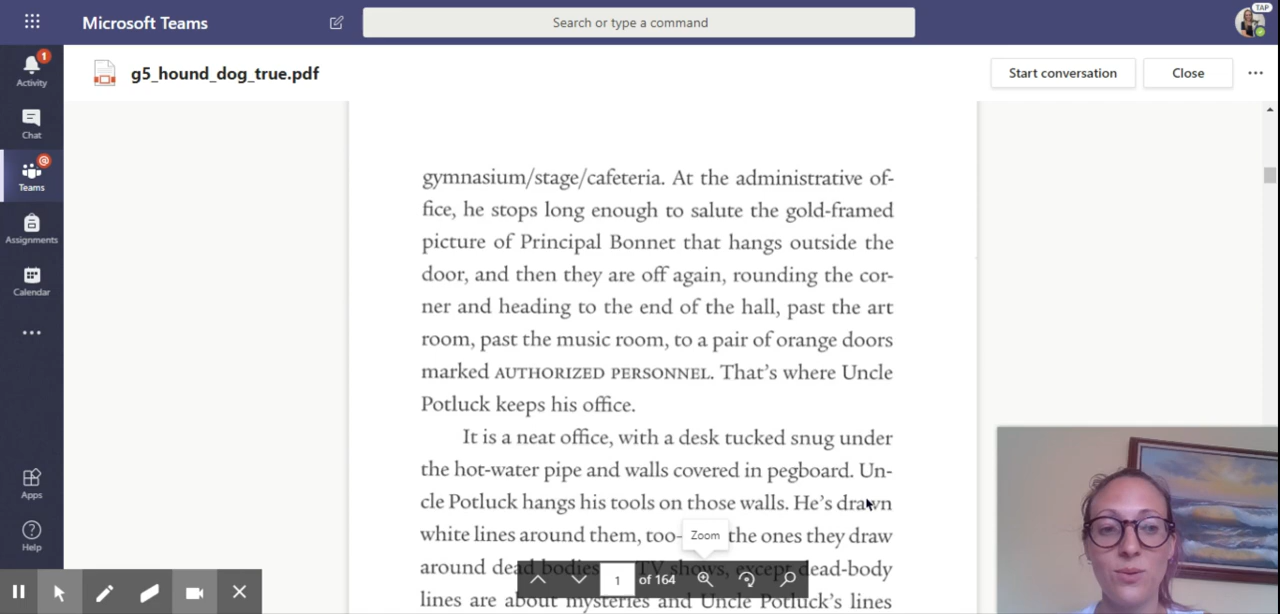 Microsoft Teams
Search or type a command
TAP
1
Activity
g5_hound_dog_true.pdf
Start conversation
Close
Chat
@
Teams
Assignments
Calendar
Apps
Help
gymnasium/stage/cafeteria. At the administrative of-
fice, he stops long enough to salute the gold-framed
picture of Principal Bonnet that hangs outside the
door, and then they are off again, rounding the cor-
ner and heading to the end of the hall, past the art
room, past the music room, to a pair of orange doors
marked AUTHORIZED PERSONNEL. That's where Uncle
Potluck keeps his office.
It is a neat office, with a desk tucked snug under
the hot-water pipe and walls covered in pegboard. Un-
cle Potluck hangs his tools on those walls. He's drawn
white lines around them, too- the ones they draw
Zoom
around dead bodies TV shows, except dead-body
1 of 164
lines are about mysteries and Uncle Potluck's lines